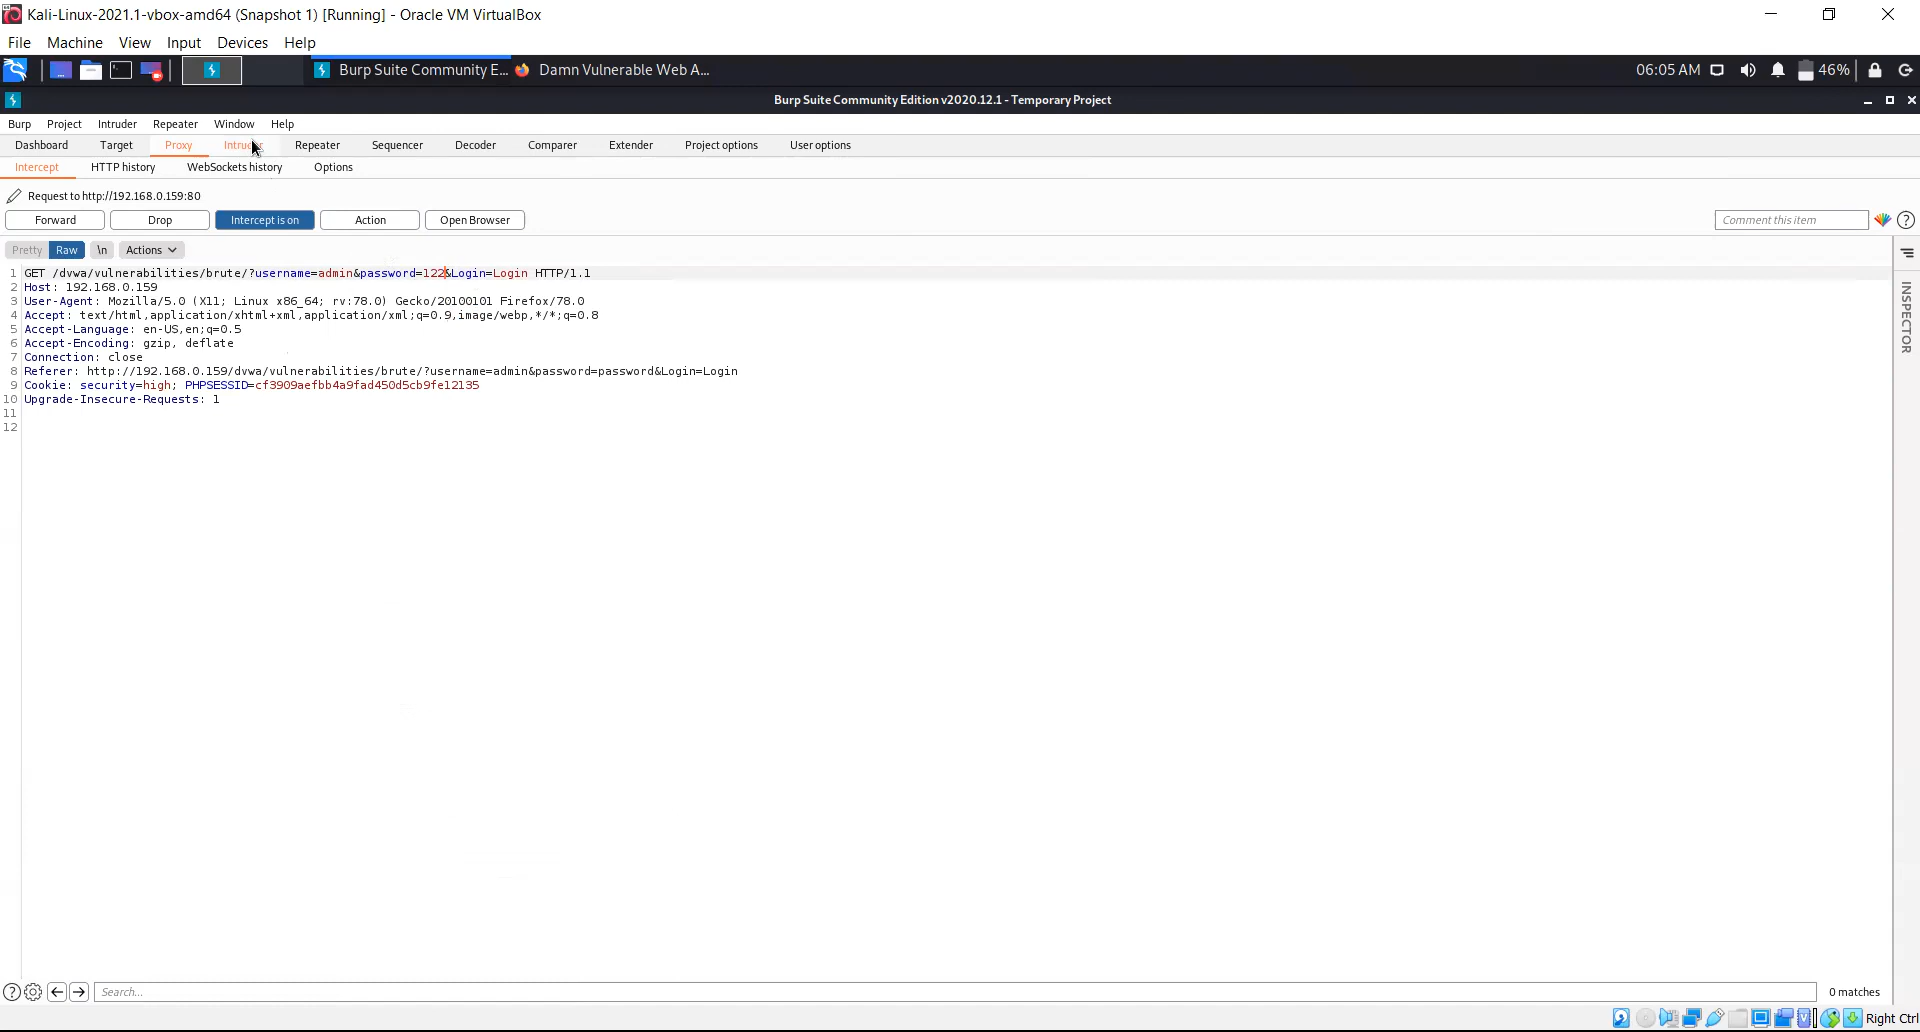 Kali-Linux-2021.1-vbox-amd64 (Snapshot 1) [Running] - Oracle VM VirtualBox
File Machine View Input Devices Help
Burp Suite Community E... Damn Vulnerable Web A... 06:05 AM 46%
Burp Suite Community Edition v2020.12.1 - Temporary Project
Burp Project Intruder Repeater Window Help
Dashboard Target Proxy Intruder Repeater Sequencer Decoder Comparer Extender Project options User options
Intercept HTTP history WebSockets history Options
Request to http://192.168.0.159:80
Forward Drop Intercept is on Action Open Browser Comment this item ?
Pretty Raw \n Actions
1 GET /dvwa/vulnerabilities/brute/?username=admin&password=122&Login=Login HTTP/1.1
2 Host: 192.168.0.159
3 User-Agent: Mozilla/5.0 (X11; Linux x86_64; rv:78.0) Gecko/20100101 Firefox/78.0
4 Accept: text/html,application/xhtml+xml,application/xml;q=0.9,image/webp,*/*;q=0.8
5 Accept-Language: en-US,en;q=0.5
6 Accept-Encoding: gzip, deflate
7 Connection: close
8 Referer: http://192.168.0.159/dvwa/vulnerabilities/brute/?username=admin&password=password&Login=Login
9 Cookie: security=high; PHPSESSID=cf3909aefbb4a9fad450d5cb9fe12135
10 Upgrade-Insecure-Requests: 1
11
12
INSPECTOR
? Search... 0 matches
Right Ctrl